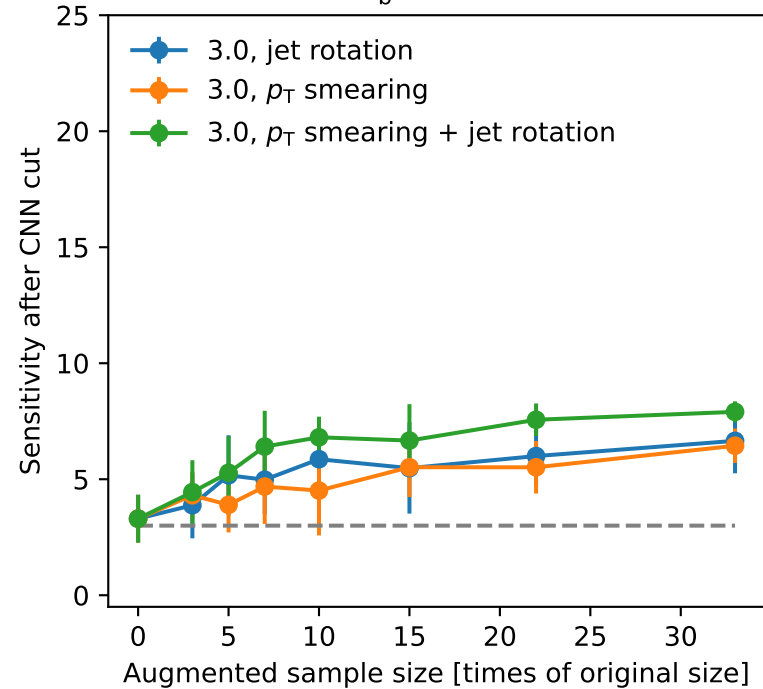 b
25
20
15
10
5
0
3.0, jet rotation
3.0, pT smearing
3.0, pT smearing + jet rotation
Sensitivity after CNN cut
0 5 10 15 20 25 30
Augmented sample size [times of original size]